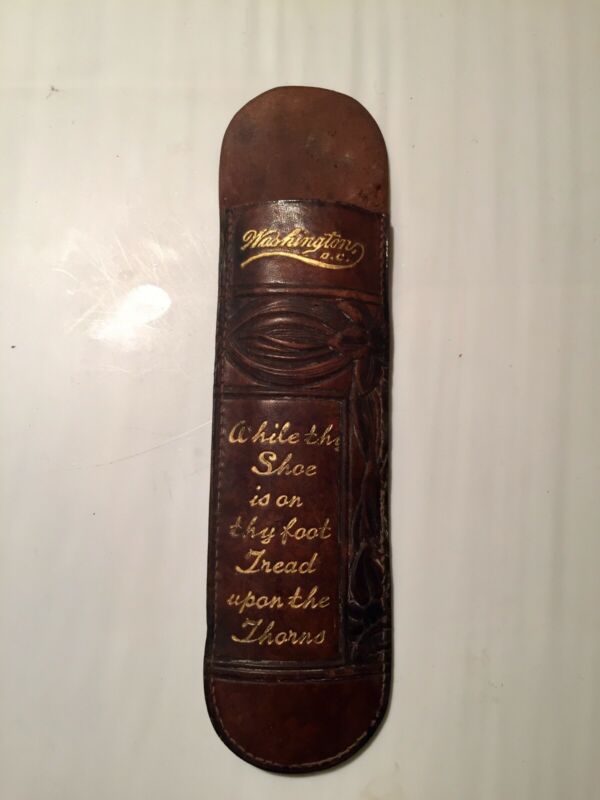 Washington,
D.C.
While thy
Shoe
is on
thy foot
Tread
upon the
Thorns